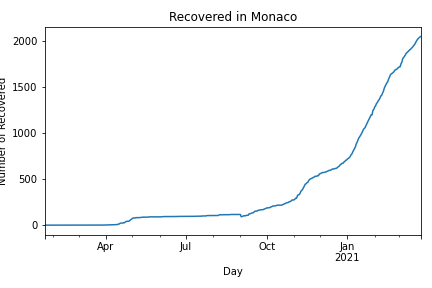 Recovered in Monaco
Number of Recovered
2000
1500
1000
500
0
Apr
Jul
Oct
Jan
2021
Day